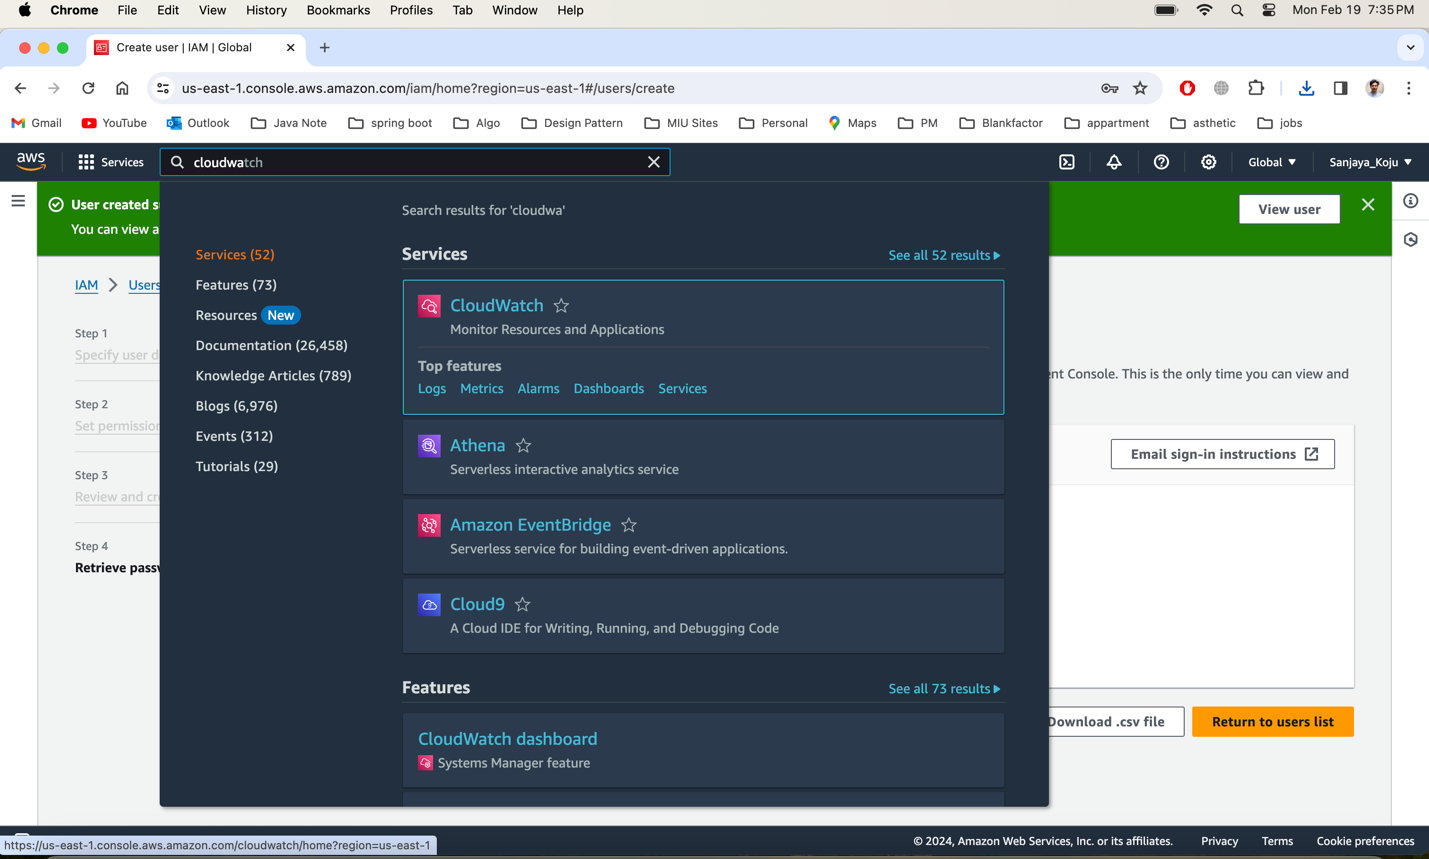 Chrome File Edit View History Bookmarks Profiles Tab Window Help Mon Feb 19 7:35 PM
Create user | IAM | Global
us-east-1.console.aws.amazon.com/iam/home?region=us-east-1#/users/create
Gmail YouTube Outlook Java Note spring boot Algo Design Pattern MIU Sites Personal Maps PM Blankfactor appartment asthetic jobs
aws Services cloudwatch Global Sanjaya_Koju
User created s View user
You can view a
Search results for 'cloudwa'
Services (52)
Features (73)
Resources New
Documentation (26,458)
Knowledge Articles (789)
Blogs (6,976)
Events (312)
Tutorials (29)
Services See all 52 results
CloudWatch
Monitor Resources and Applications
Top features
Logs Metrics Alarms Dashboards Services
Athena
Serverless interactive analytics service
Amazon EventBridge
Serverless service for building event-driven applications.
Cloud9
A Cloud IDE for Writing, Running, and Debugging Code
Features See all 73 results
CloudWatch dashboard
Systems Manager feature
IAM Users
Step 1
Specify user d
Step 2
Set permission
Step 3
Review and cr
Step 4
Retrieve passw
nt Console. This is the only time you can view and
Email sign-in instructions
Download .csv file Return to users list
© 2024, Amazon Web Services, Inc. or its affiliates. Privacy Terms Cookie preferences
https://us-east-1.console.aws.amazon.com/cloudwatch/home?region=us-east-1